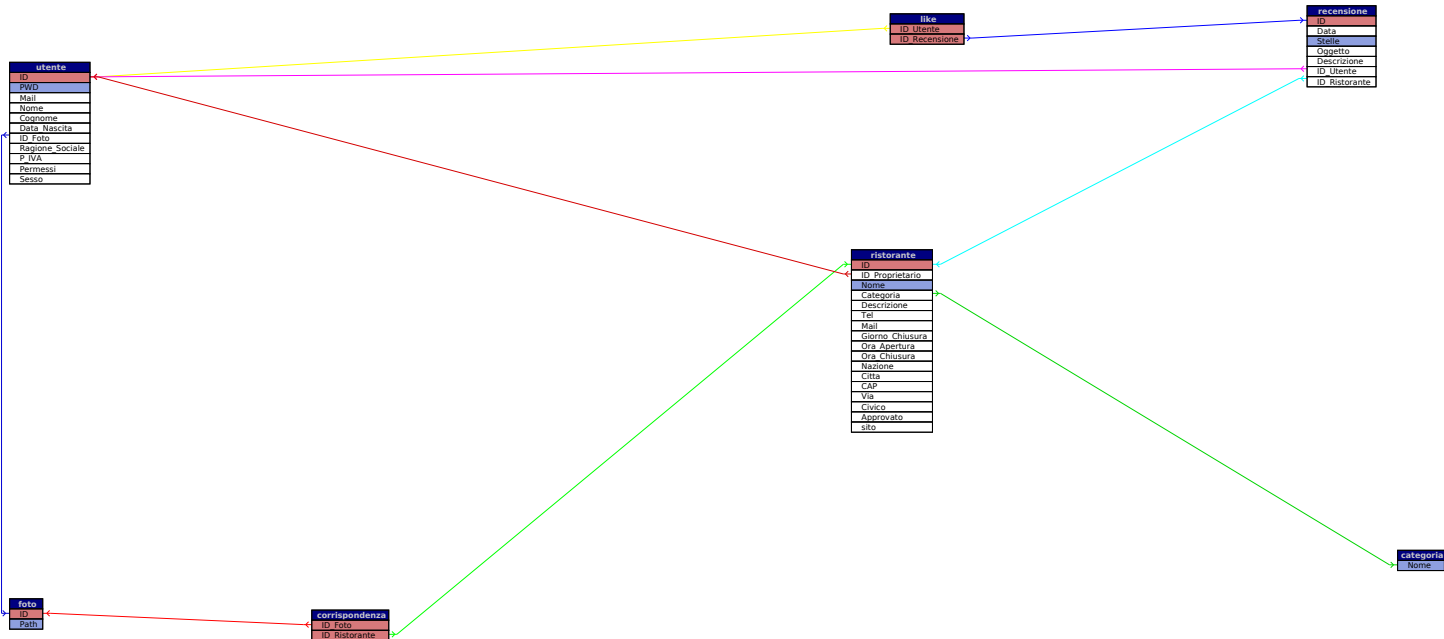 like
ID_Utente
ID_Recensione
recensione
ID
Data
Stelle
Oggetto
Descrizione
ID_Utente
ID_Ristorante
utente
ID
PWD
Mail
Nome
Cognome
Data_Nascita
ID_Foto
Ragione_Sociale
P_IVA
Permessi
Sesso
ristorante
ID
ID_Proprietario
Nome
Categoria
Descrizione
Tel
Mail
Giorno_Chiusura
Ora_Apertura
Ora_Chiusura
Nazione
Citta
CAP
Via
Civico
Approvato
sito
categoria
Nome
foto
ID
Path
corrispondenza
ID_Foto
ID_Ristorante